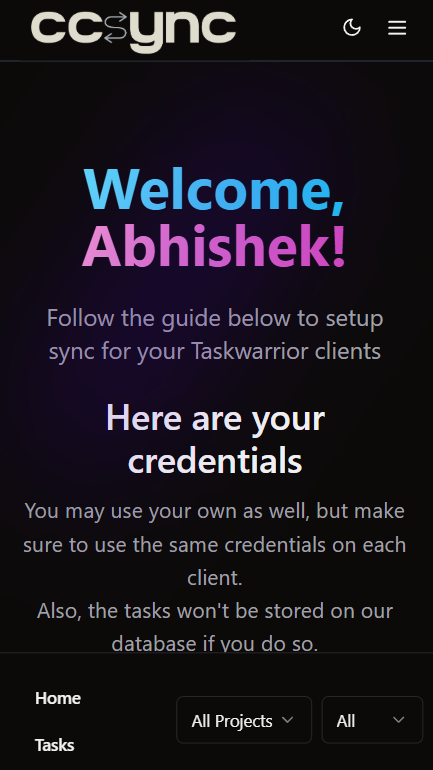 ccsync
Welcome,
Abhishek!
Follow the guide below to setup
sync for your Taskwarrior clients
Here are your
credentials
You may use your own as well, but make
sure to use the same credentials on each
client.
Also, the tasks won't be stored on our
database if you do so.
Home
All Projects
All
Tasks